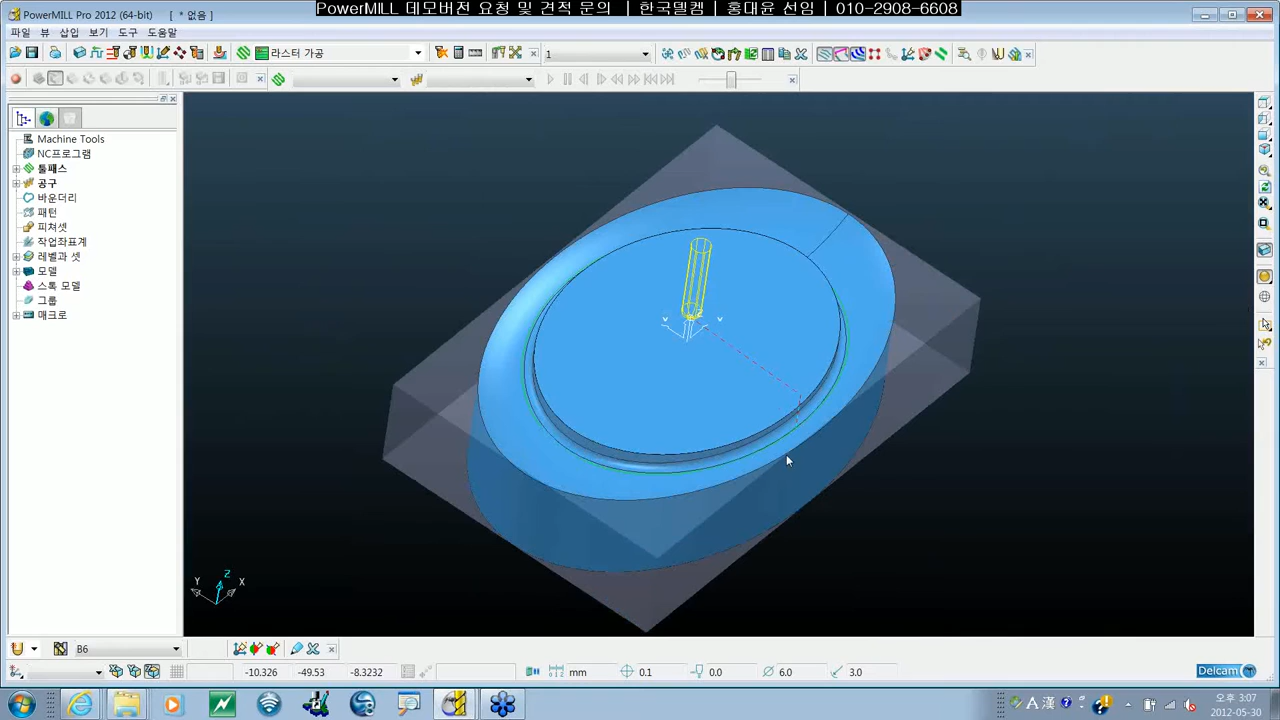 PowerMILL Pro 2012 (64-bit) [ * 없음 ]
PowerMILL 데모버전 요청 및 견적 문의 | 한국델켐 | 홍대윤 선임 | 010-2908-6608
파일 뷰 삽입 보기 도구 도움말
라스터 가공
1
Machine Tools
NC프로그램
툴패스
공구
바운더리
패턴
피쳐셋
작업좌표계
레벨과 셋
모델
스톡 모델
그룹
매크로
Z
Y
X
B6
-10.326 -49.53 -8.3232 mm 0.1 0.0 6.0 3.0
Delcam
A 漢
오후 3:07
2012-05-30